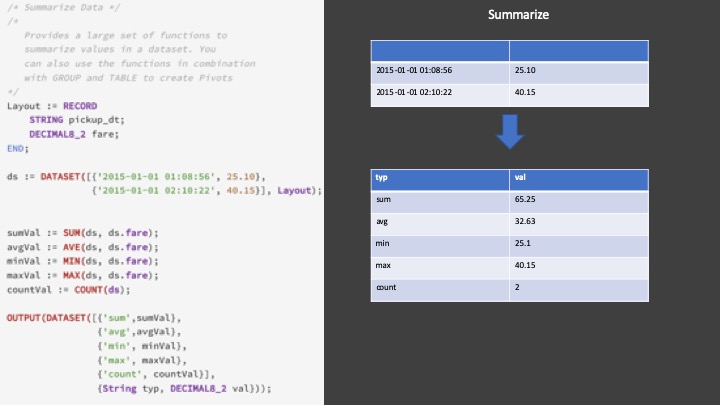 /* Summarize Data */
/*
Provides a large set of functions to
summarize values in a dataset. You
can also use the functions in combination
with GROUP and TABLE to create Pivots
*/
Layout := RECORD
STRING pickup_dt;
DECIMAL8_2 fare;
END;
ds := DATASET([{'2015-01-01 01:08:56', 25.10},
{'2015-01-01 02:10:22', 40.15}], Layout);
sumVal := SUM(ds, ds.fare);
avgVal := AVE(ds, ds.fare);
minVal := MIN(ds, ds.fare);
maxVal := MAX(ds, ds.fare);
countVal := COUNT(ds);
OUTPUT(DATASET([{'sum',sumVal},
{'avg',avgVal},
{'min', minVal},
{'max', maxVal},
{'count', countVal}],
{String typ, DECIMAL8_2 val}));
Summarize
2015-01-01 01:08:56 25.10
2015-01-01 02:10:22 40.15
typ val
sum 65.25
avg 32.63
min 25.1
max 40.15
count 2